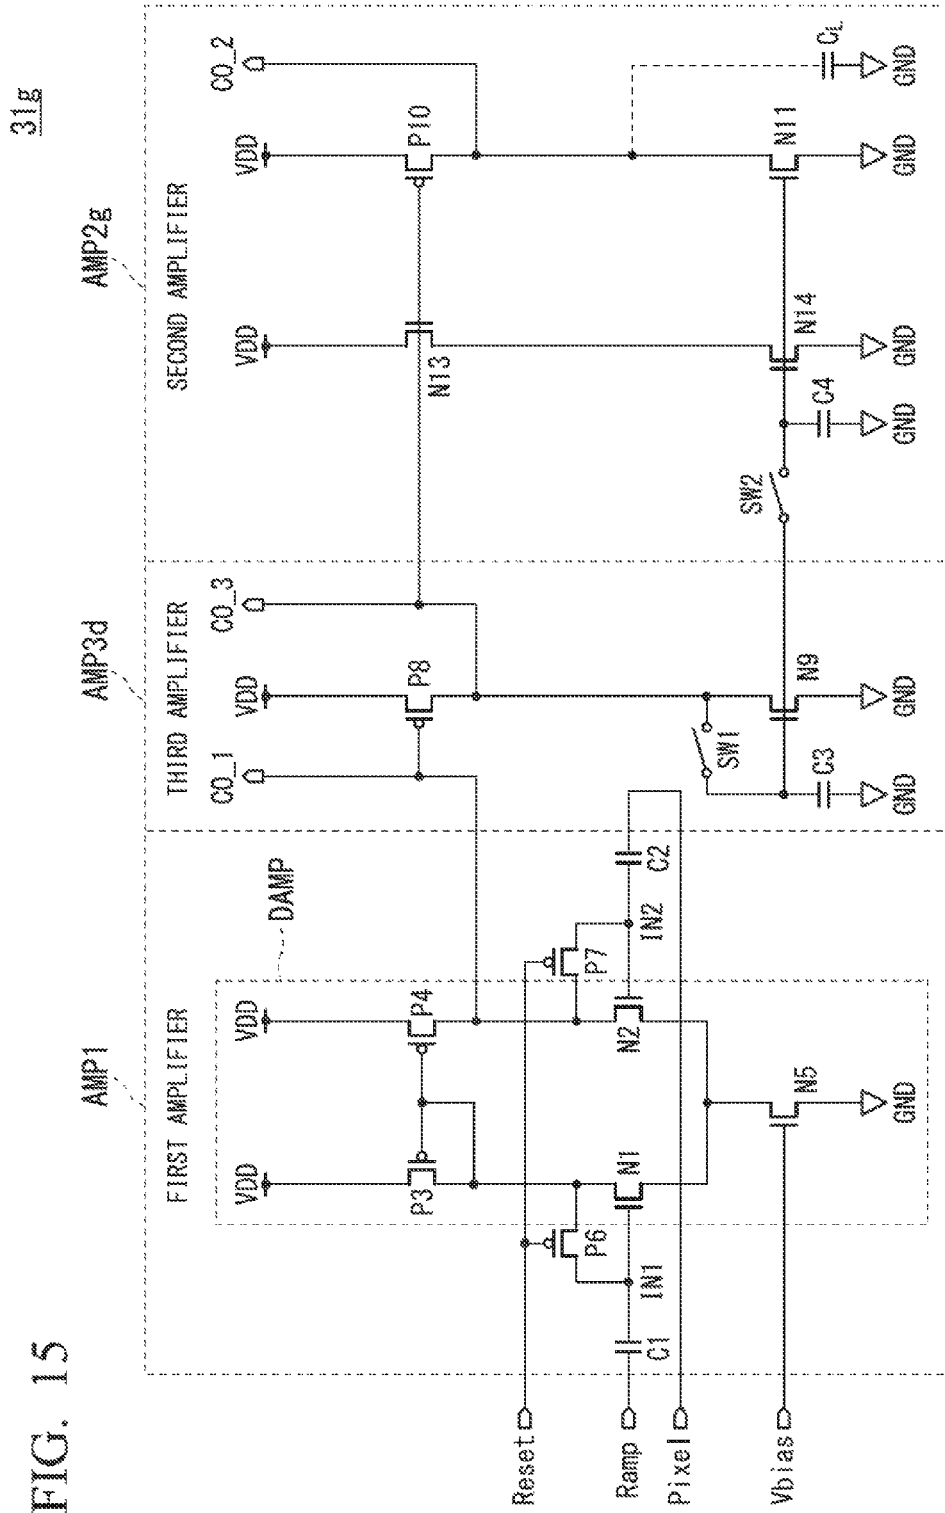 FIG. 15
31g
AMP1
AMP3d
AMP2g
FIRST AMPLIFIER
THIRD AMPLIFIER
SECOND AMPLIFIER
DAMP
CO_1
CO_3
CO_2
VDD
VDD
VDD
VDD
VDD
P3
P4
P8
N13
P10
Reset
P6
P7
SW1
SW2
Ramp
C1
IN1
N1
N2
IN2
C2
Pixel
Vbias
N5
C3
N9
C4
N14
N11
CL
GND
GND
GND
GND
GND
GND
GND